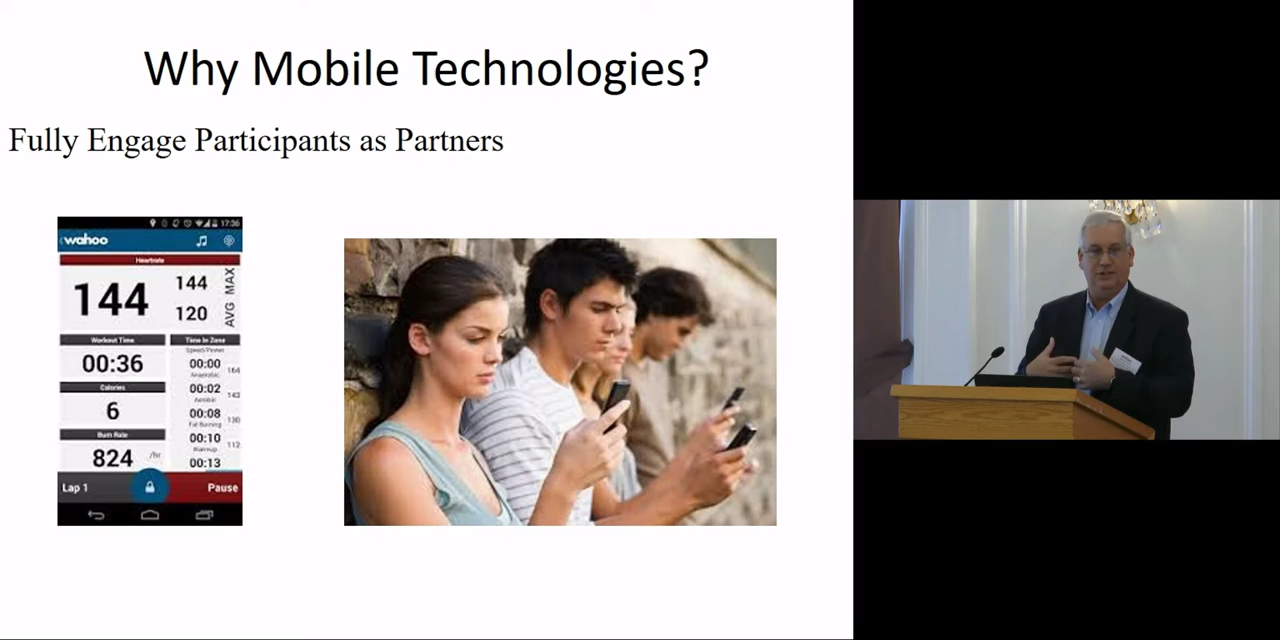 Why Mobile Technologies?
Fully Engage Participants as Partners
17:36
wahoo
Heartrate
144
144
MAX
120
AVG
Workout Time
00:36
Calories
6
Burn Rate
824 /hr
Time In Zone
Speed/Power
00:00
164
Anaerobic
00:02
143
Aerobic
00:08
130
Fat Burning
00:10
112
Warmup
00:13
Lap 1
Pause